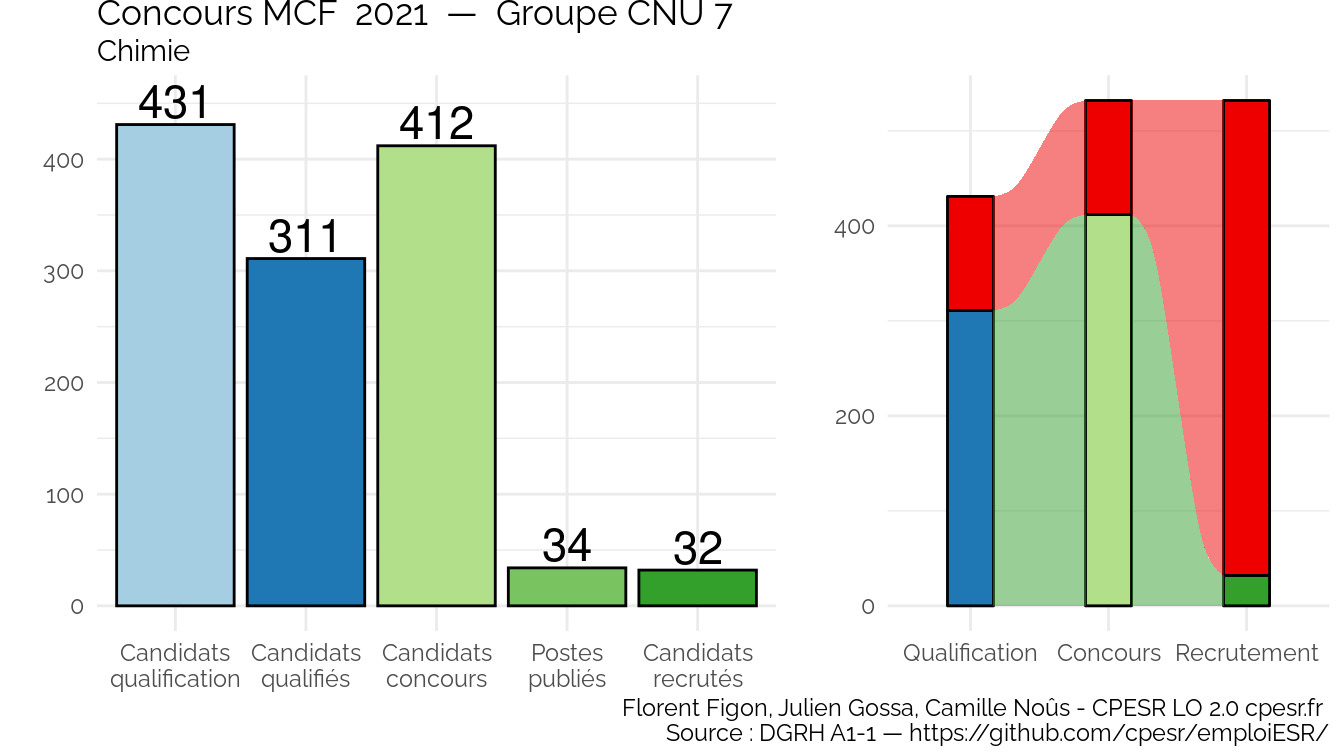 Concours MCF 2021 — Groupe CNU 7
Chimie
431
412
311
34
32
400
300
200
100
0
Candidats qualification
Candidats qualifiés
Candidats concours
Postes publiés
Candidats recrutés
400
200
0
Qualification
Concours
Recrutement
Florent Figon, Julien Gossa, Camille Noûs - CPESR LO 2.0 cpesr.fr
Source : DGRH A1-1 — https://github.com/cpesr/emploiESR/